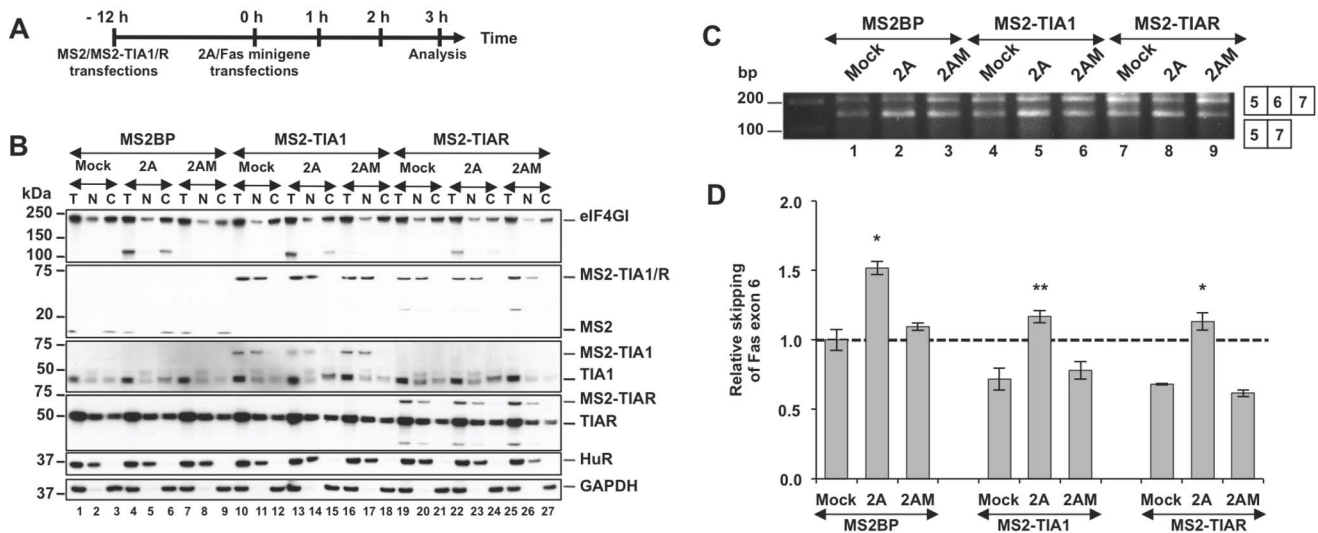 A
- 12 h 0 h 1 h 2 h 3 h
Time
MS2/MS2-TIA1/R 2A/Fas minigene Analysis
transfections transfections
B
MS2BP MS2-TIA1 MS2-TIAR
Mock 2A 2AM Mock 2A 2AM Mock 2A 2AM
kDa T N C T N C T N C T N C T N C T N C T N C T N C T N C
250
150
100
eIF4GI
75
20
MS2-TIA1/R
MS2
75
50
MS2-TIA1
TIA1
75
50
MS2-TIAR
TIAR
37
HuR
37
GAPDH
1 2 3 4 5 6 7 8 9 10 11 12 13 14 15 16 17 18 19 20 21 22 23 24 25 26 27
C
MS2BP MS2-TIA1 MS2-TIAR
Mock 2A 2AM Mock 2A 2AM Mock 2A 2AM
bp
200
100
5 6 7
5 7
1 2 3 4 5 6 7 8 9
D
Relative skipping
of Fas exon 6
2.0
1.5
1.0
0.5
0.0
* ** *
Mock 2A 2AM Mock 2A 2AM Mock 2A 2AM
MS2BP MS2-TIA1 MS2-TIAR